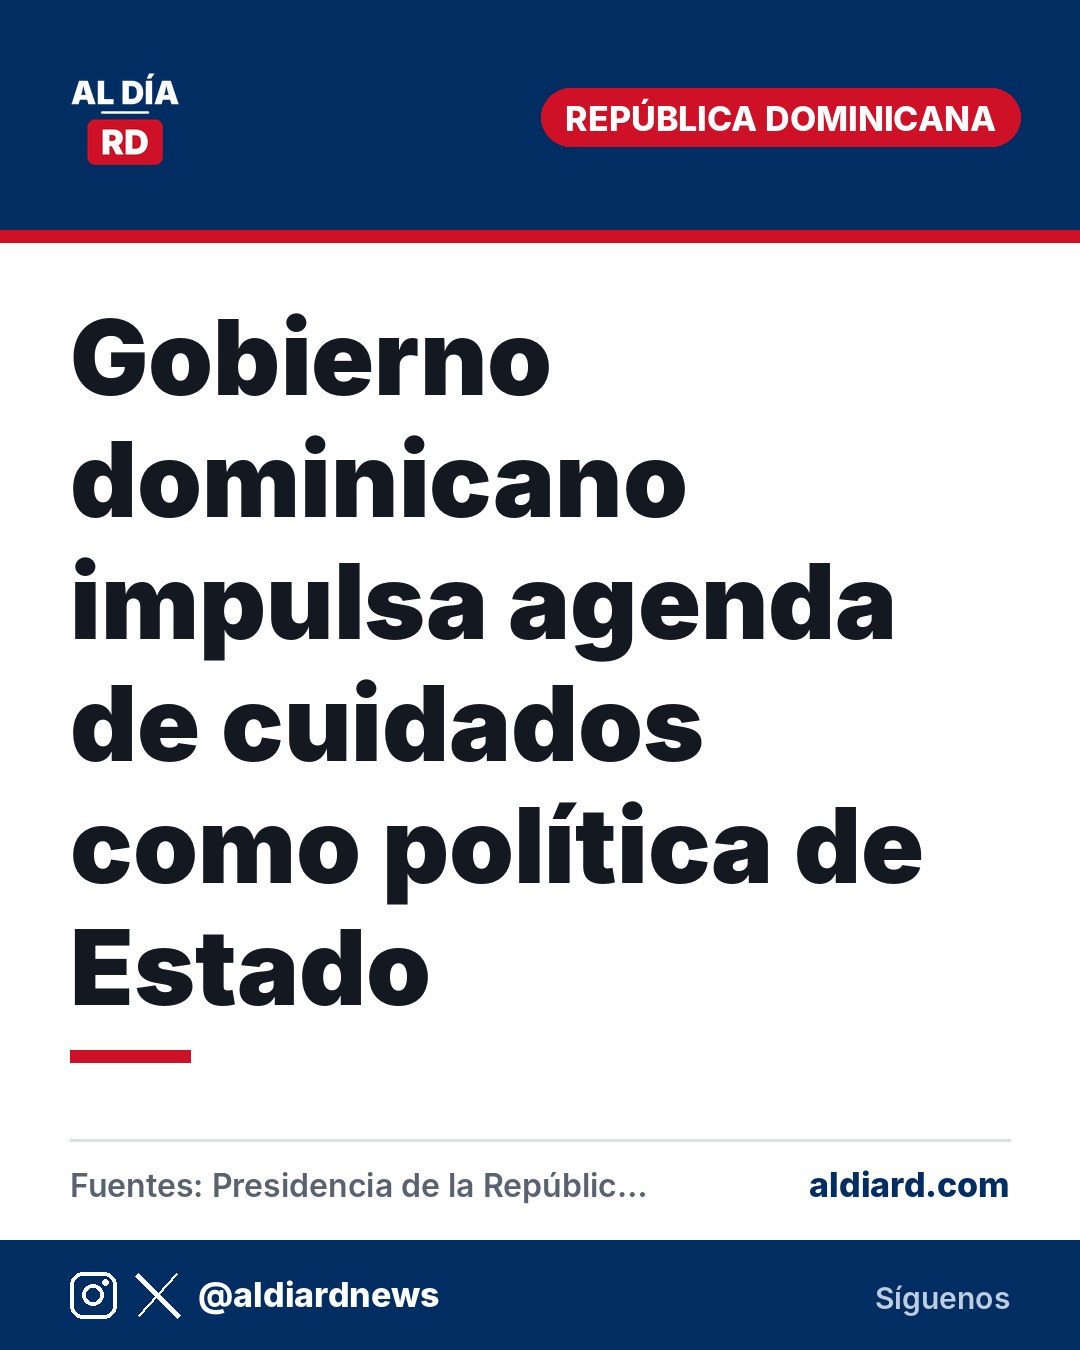 AL DÍA
RD
REPÚBLICA DOMINICANA
Gobierno
dominicano
impulsa agenda
de cuidados
como política de
Estado
Fuentes: Presidencia de la Repúblic...
aldiard.com
@aldiardnews
Síguenos